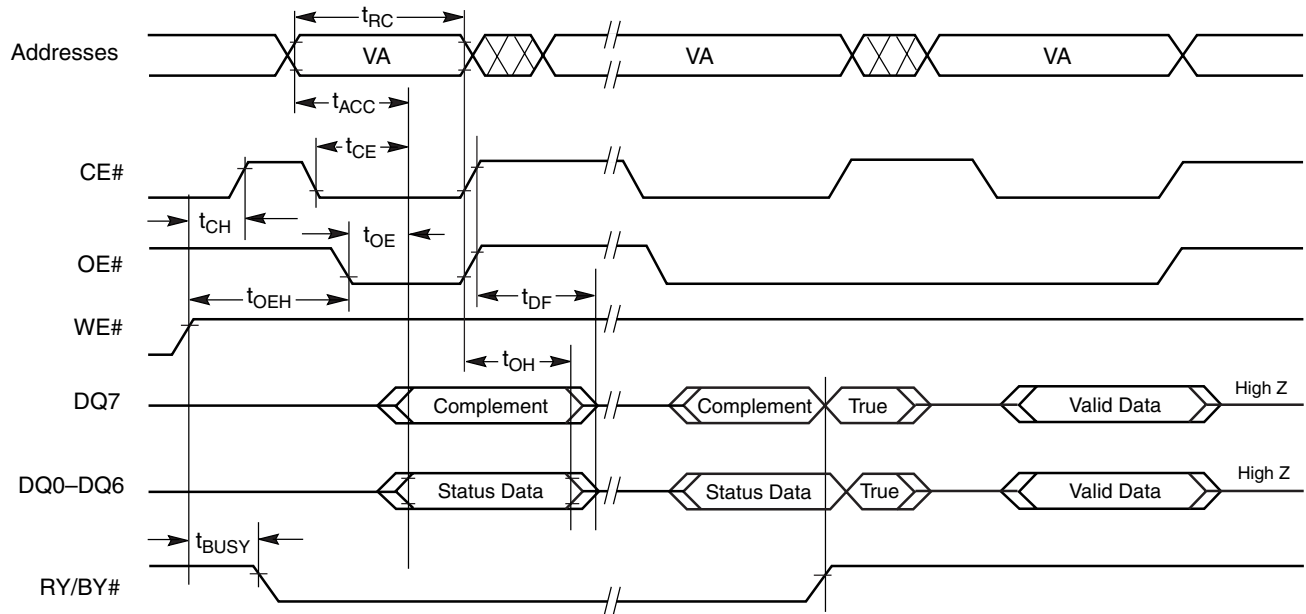 tRC
Addresses VA VA VA
tACC
tCE
CE#
tCH
tOE
OE#
tOEH
tDF
WE#
tOH
DQ7 Complement Complement True Valid Data High Z
DQ0–DQ6 Status Data Status Data True Valid Data High Z
tBUSY
RY/BY#